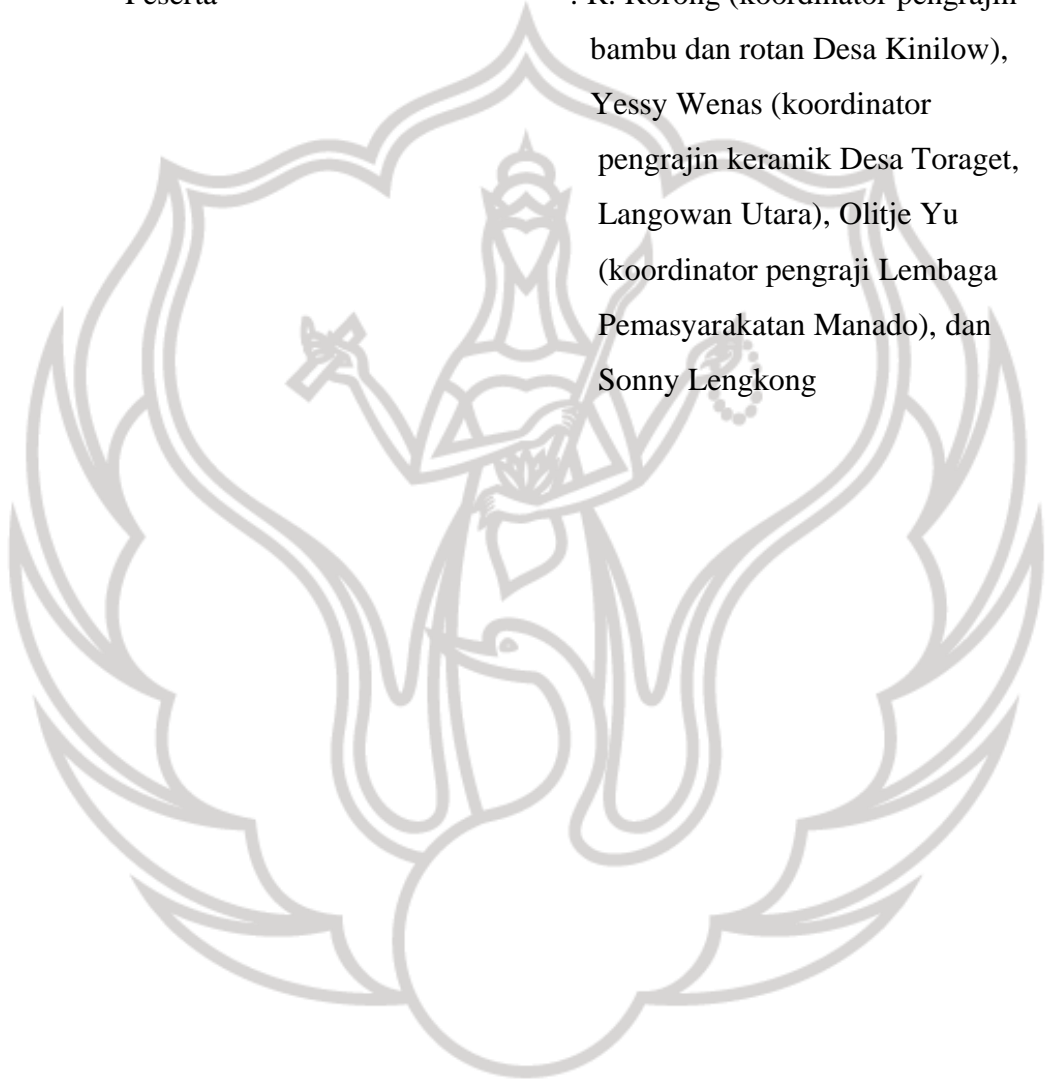 Peserta : R. Korong (koordinator pengrajin
bambu dan rotan Desa Kinilow),
Yessy Wenas (koordinator
pengrajin keramik Desa Toraget,
Langowan Utara), Olitje Yu
(koordinator pengraji Lembaga
Pemasyarakatan Manado), dan
Sonny Lengkong